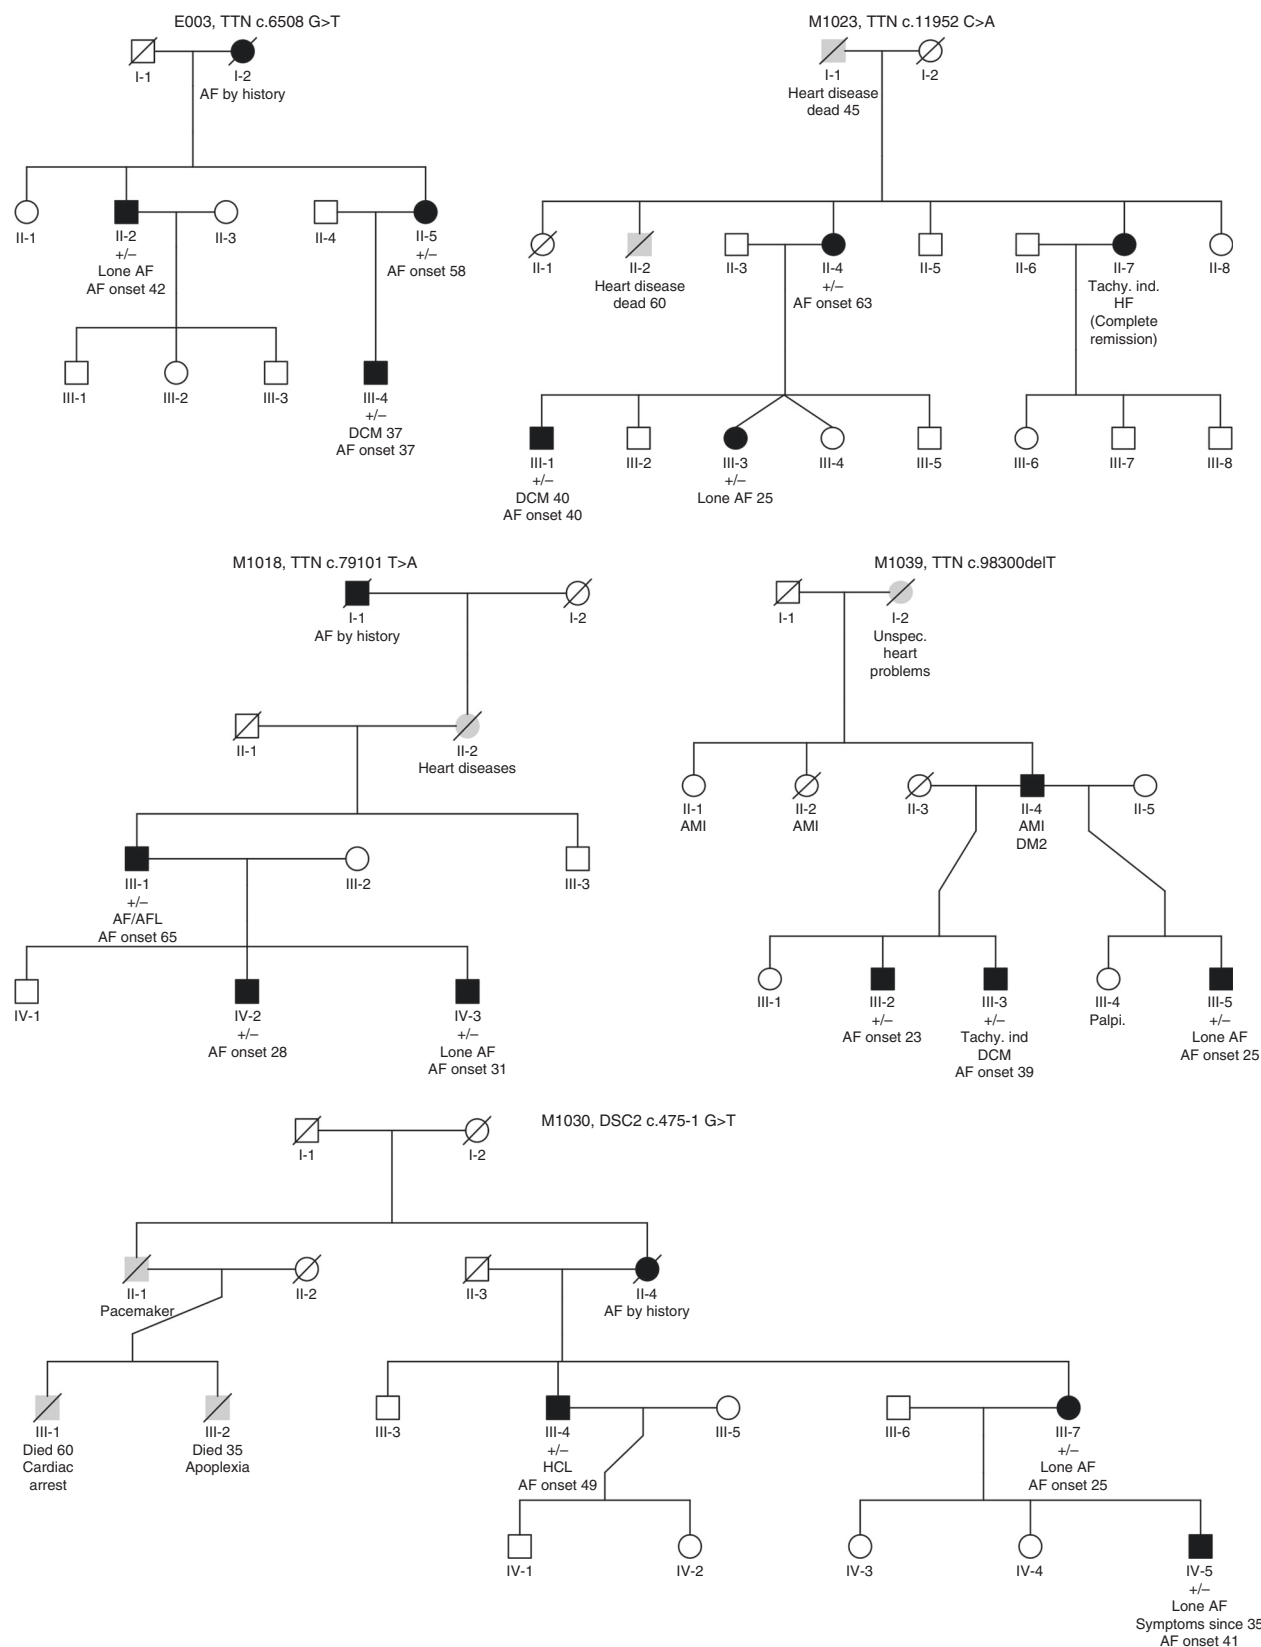 E003, TTN c.6508 G>T
I-1
I-2
AF by history
II-1
II-2
+/–
Lone AF
AF onset 42
II-3
II-4
II-5
+/–
AF onset 58
III-1
III-2
III-3
III-4
+/–
DCM 37
AF onset 37
M1023, TTN c.11952 C>A
I-1
Heart disease
dead 45
I-2
II-1
II-2
Heart disease
dead 60
II-3
II-4
+/–
AF onset 63
II-5
II-6
II-7
Tachy. ind.
HF
(Complete
remission)
II-8
III-1
+/–
DCM 40
AF onset 40
III-2
III-3
+/–
Lone AF 25
III-4
III-5
III-6
III-7
III-8
M1018, TTN c.79101 T>A
I-1
AF by history
I-2
II-1
II-2
Heart diseases
III-1
+/–
AF/AFL
AF onset 65
III-2
III-3
IV-1
IV-2
+/–
AF onset 28
IV-3
+/–
Lone AF
AF onset 31
M1039, TTN c.98300delT
I-1
I-2
Unspec.
heart
problems
II-1
AMI
II-2
AMI
II-3
II-4
AMI
DM2
II-5
III-1
III-2
+/–
AF onset 23
III-3
+/–
Tachy. ind
DCM
AF onset 39
III-4
Palpi.
III-5
+/–
Lone AF
AF onset 25
M1030, DSC2 c.475-1 G>T
I-1
I-2
II-1
Pacemaker
II-2
II-3
II-4
AF by history
III-1
Died 60
Cardiac
arrest
III-2
Died 35
Apoplexia
III-3
III-4
+/–
HCL
AF onset 49
III-5
III-6
III-7
+/–
Lone AF
AF onset 25
IV-1
IV-2
IV-3
IV-4
IV-5
+/–
Lone AF
Symptoms since 35
AF onset 41